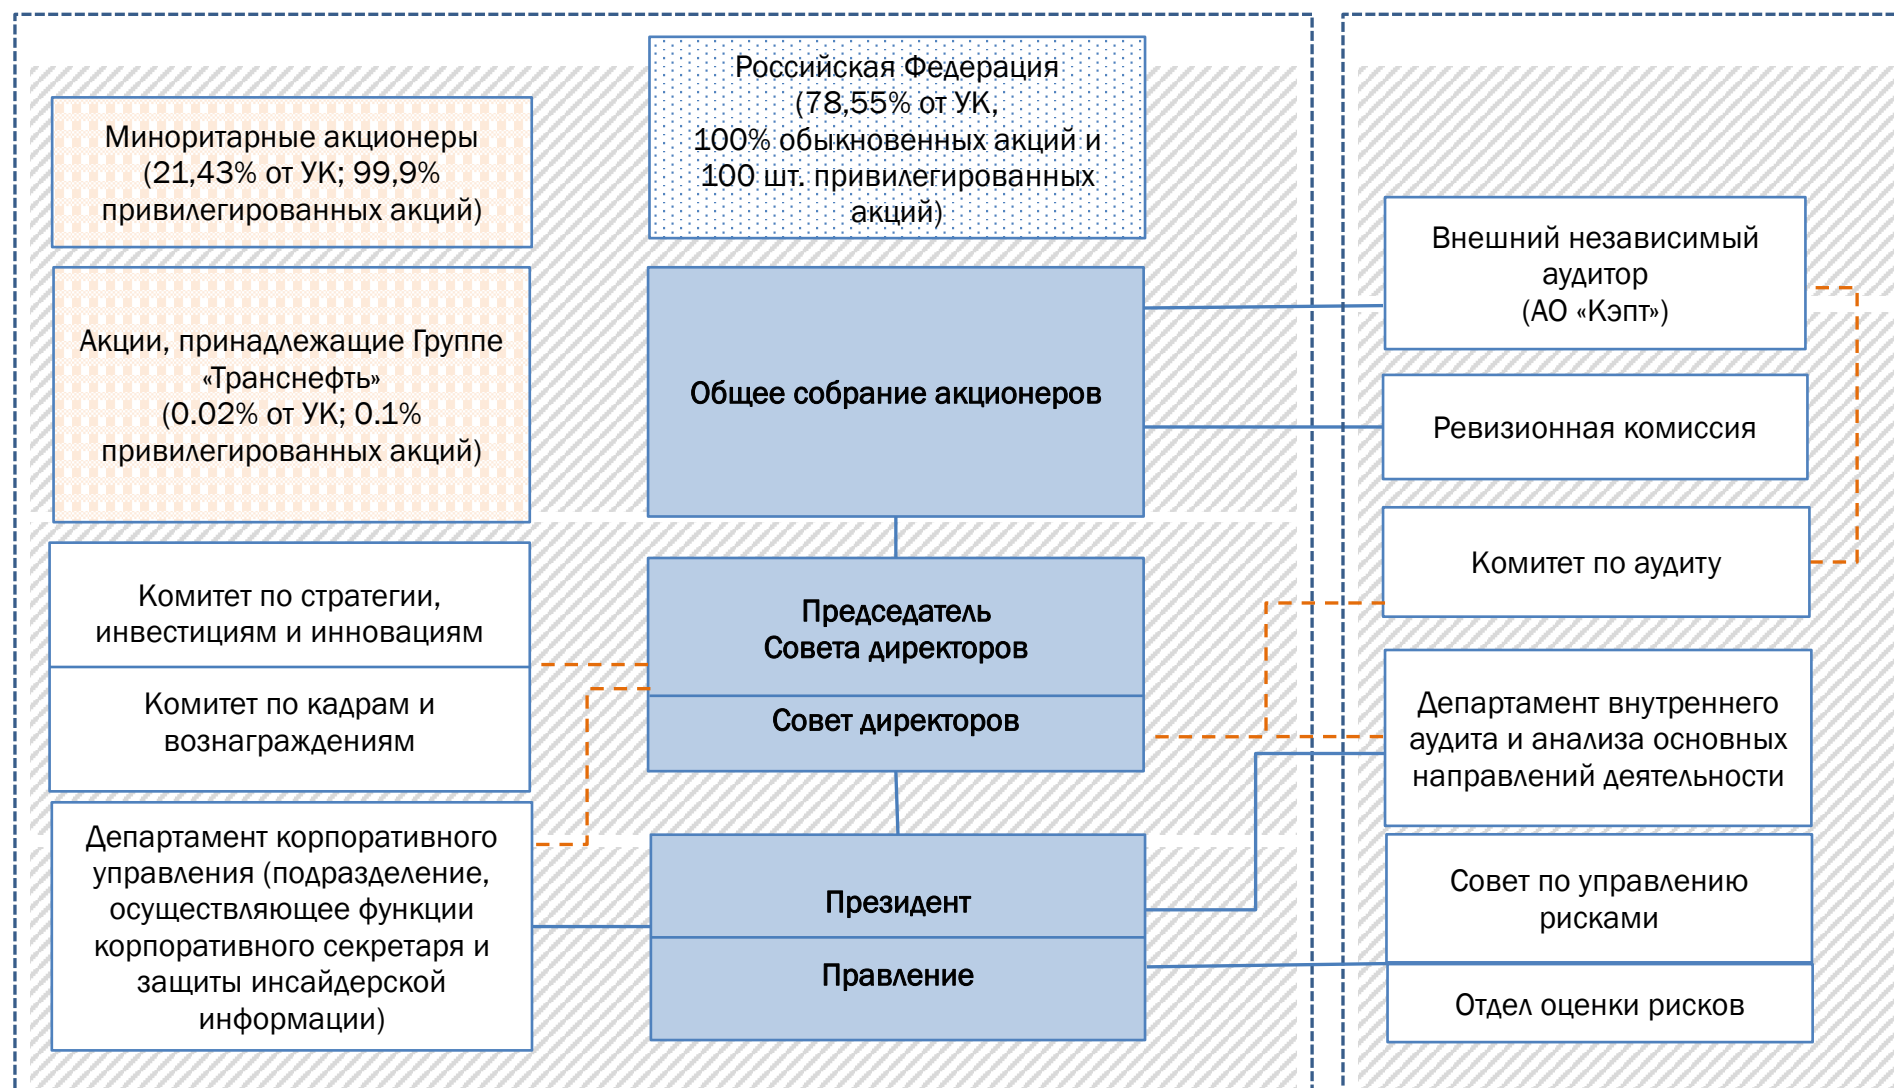 Российская Федерация
(78,55% от УК,
100% обыкновенных акций и
100 шт. привилегированных
акций)
Миноритарные акционеры
(21,43% от УК; 99,9%
привилегированных акций)
Акции, принадлежащие Группе
«Транснефть»
(0.02% от УК; 0.1%
привилегированных акций)
Общее собрание акционеров
Внешний независимый
аудитор
(АО «Кэпт»)
Ревизионная комиссия
Комитет по аудиту
Комитет по стратегии,
инвестициям и инновациям
Комитет по кадрам и
вознаграждениям
Председатель
Совета директоров
Совет директоров
Департамент внутреннего
аудита и анализа основных
направлений деятельности
Департамент корпоративного
управления (подразделение,
осуществляющее функции
корпоративного секретаря и
защиты инсайдерской
информации)
Президент
Правление
Совет по управлению
рисками
Отдел оценки рисков